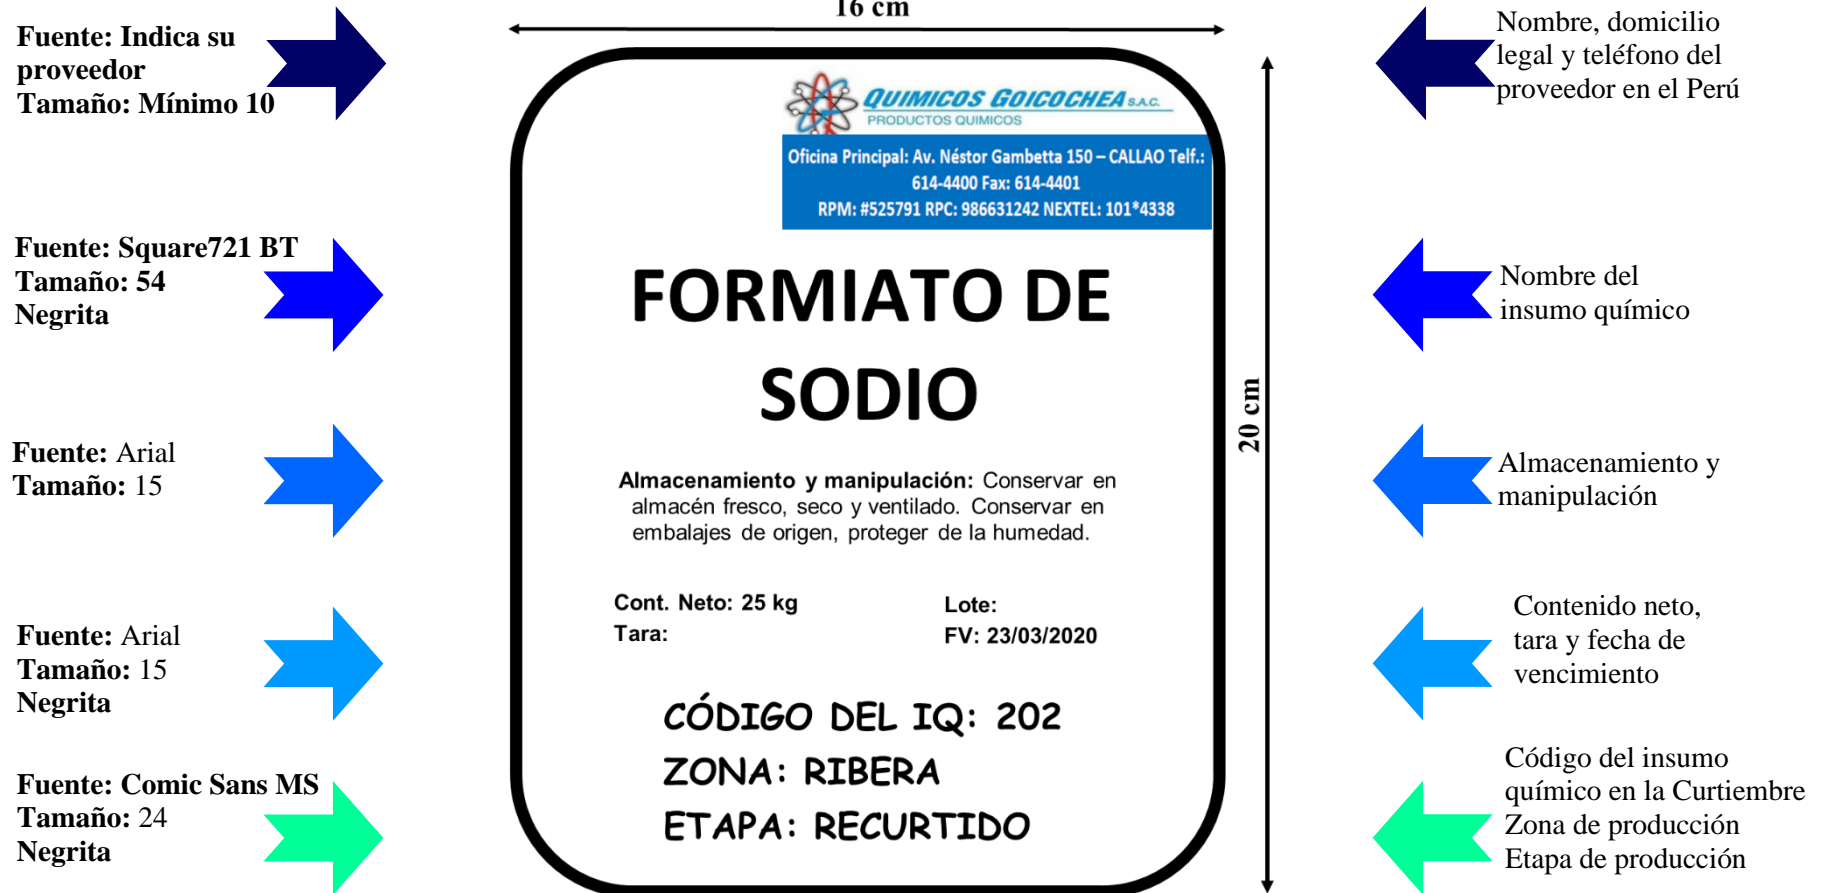 16 cm
Fuente: Indica su
proveedor
Tamaño: Mínimo 10
QUIMICOS GOICOCHEA S.A.C.
PRODUCTOS QUIMICOS
Oficina Principal: Av. Néstor Gambetta 150 – CALLAO Telf.:
614-4400 Fax: 614-4401
RPM: #525791 RPC: 986631242 NEXTEL: 101*4338
Nombre, domicilio
legal y teléfono del
proveedor en el Perú
Fuente: Square721 BT
Tamaño: 54
Negrita
FORMIATO DE
SODIO
Nombre del
insumo químico
20 cm
Fuente: Arial
Tamaño: 15
Almacenamiento y manipulación: Conservar en
almacén fresco, seco y ventilado. Conservar en
embalajes de origen, proteger de la humedad.
Almacenamiento y
manipulación
Fuente: Arial
Tamaño: 15
Negrita
Cont. Neto: 25 kg
Tara:
Lote:
FV: 23/03/2020
Contenido neto,
tara y fecha de
vencimiento
Fuente: Comic Sans MS
Tamaño: 24
Negrita
CÓDIGO DEL IQ: 202
ZONA: RIBERA
ETAPA: RECURTIDO
Código del insumo
químico en la Curtiembre
Zona de producción
Etapa de producción